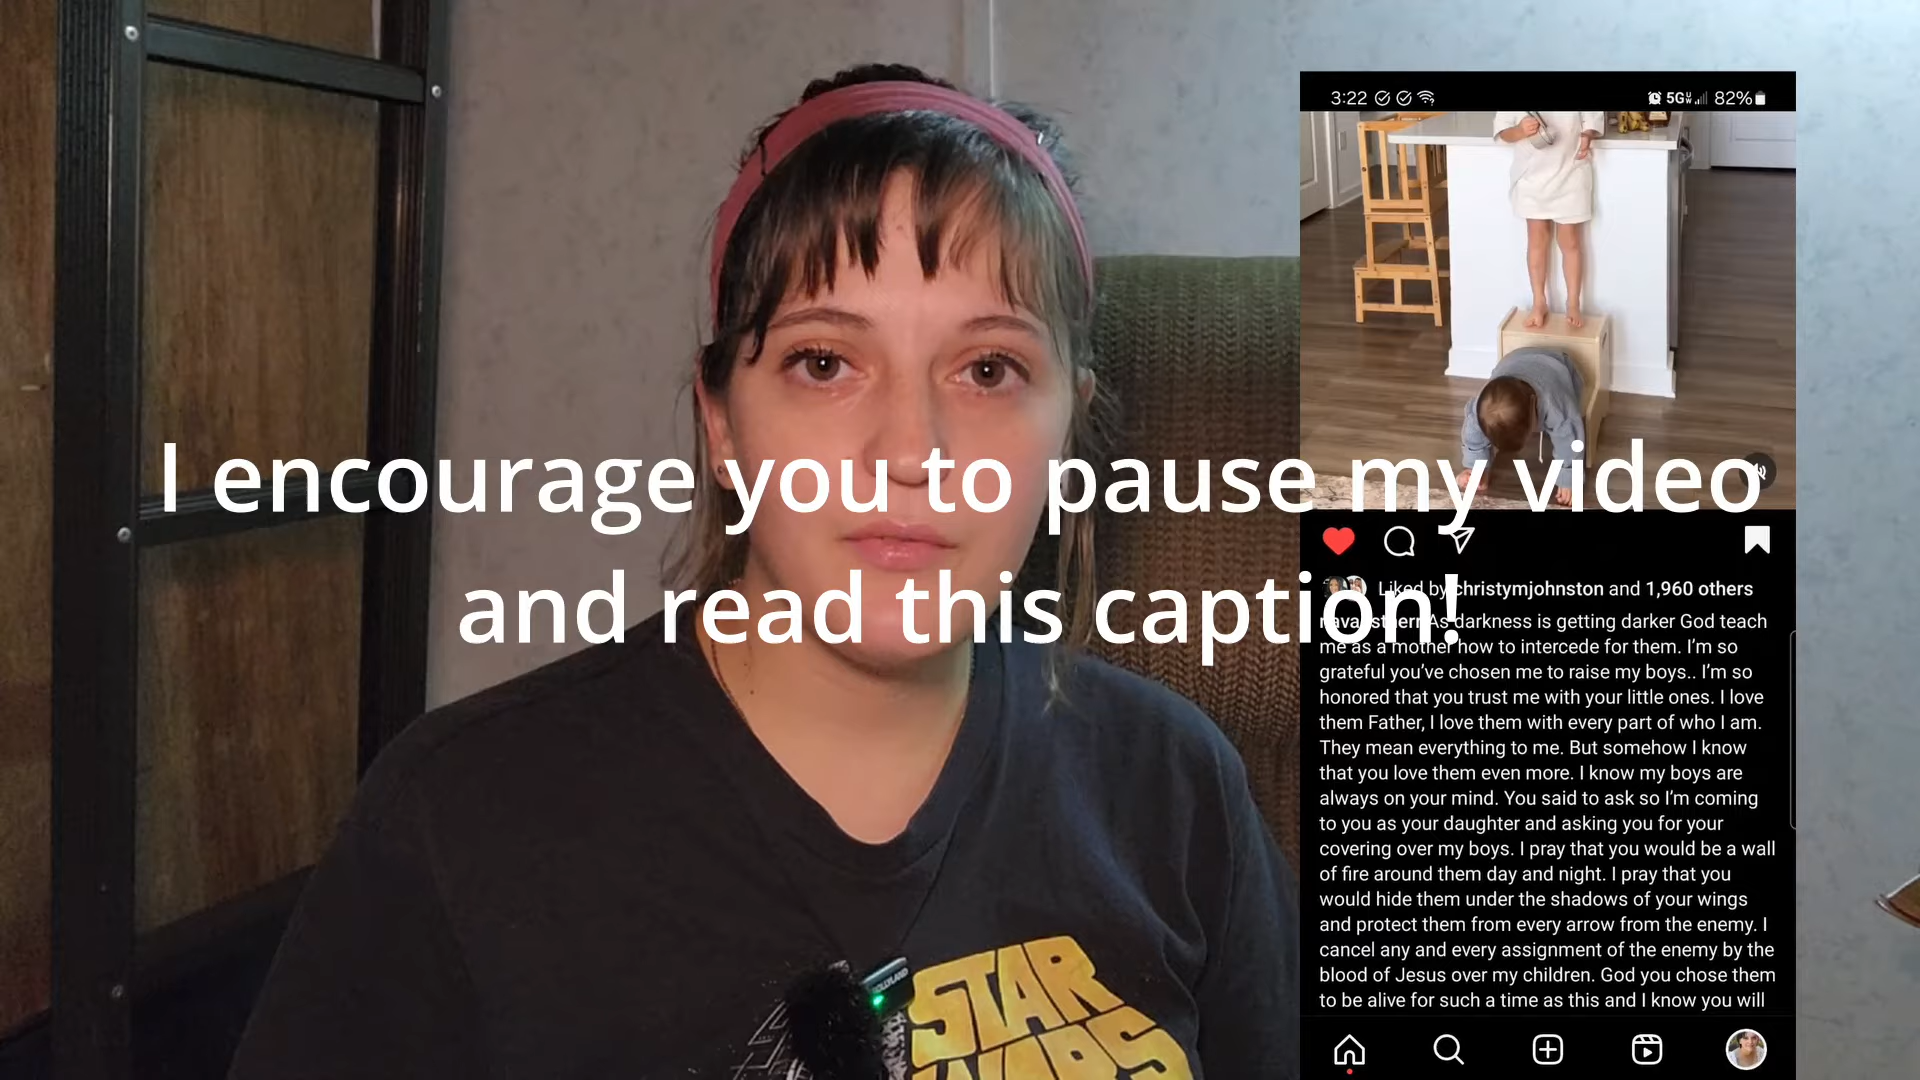 I encourage you to pause my video
and read this caption!
3:22
5G
82%
Liked by christymjohnston and 1,960 others
As darkness is getting darker God teach
me as a mother how to intercede for them. I'm so
grateful you've chosen me to raise my boys.. I'm so
honored that you trust me with your little ones. I love
them Father, I love them with every part of who I am.
They mean everything to me. But somehow I know
that you love them even more. I know my boys are
always on your mind. You said to ask so I'm coming
to you as your daughter and asking you for your
covering over my boys. I pray that you would be a wall
of fire around them day and night. I pray that you
would hide them under the shadows of your wings
and protect them from every arrow from the enemy. I
cancel any and every assignment of the enemy by the
blood of Jesus over my children. God you chose them
to be alive for such a time as this and I know you will
HOLLYLAND
STAR
WARS